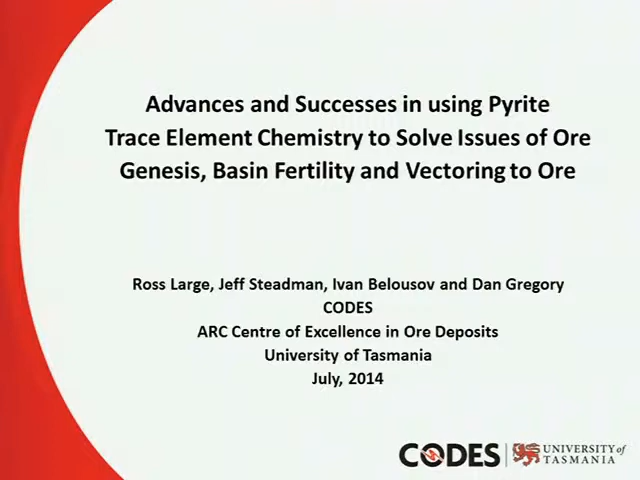 Advances and Successes in using Pyrite
Trace Element Chemistry to Solve Issues of Ore
Genesis, Basin Fertility and Vectoring to Ore
Ross Large, Jeff Steadman, Ivan Belousov and Dan Gregory
CODES
ARC Centre of Excellence in Ore Deposits
University of Tasmania
July, 2014
CODES
UNIVERSITY of
TASMANIA